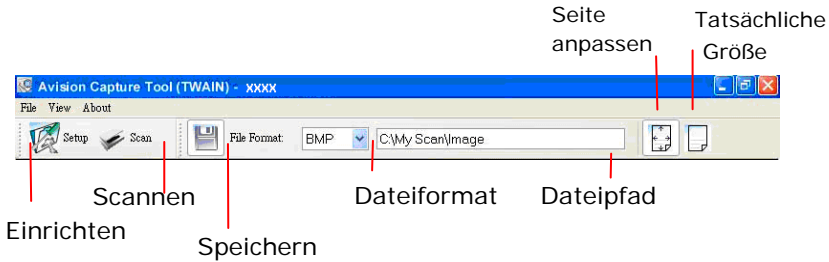 Seite
anpassen
Tatsächliche
Größe
Avision Capture Tool (TWAIN) - xxxx
File View About
Setup Scan File Format: BMP C:\My Scan\Image
Scannen Dateiformat Dateipfad
Einrichten
Speichern